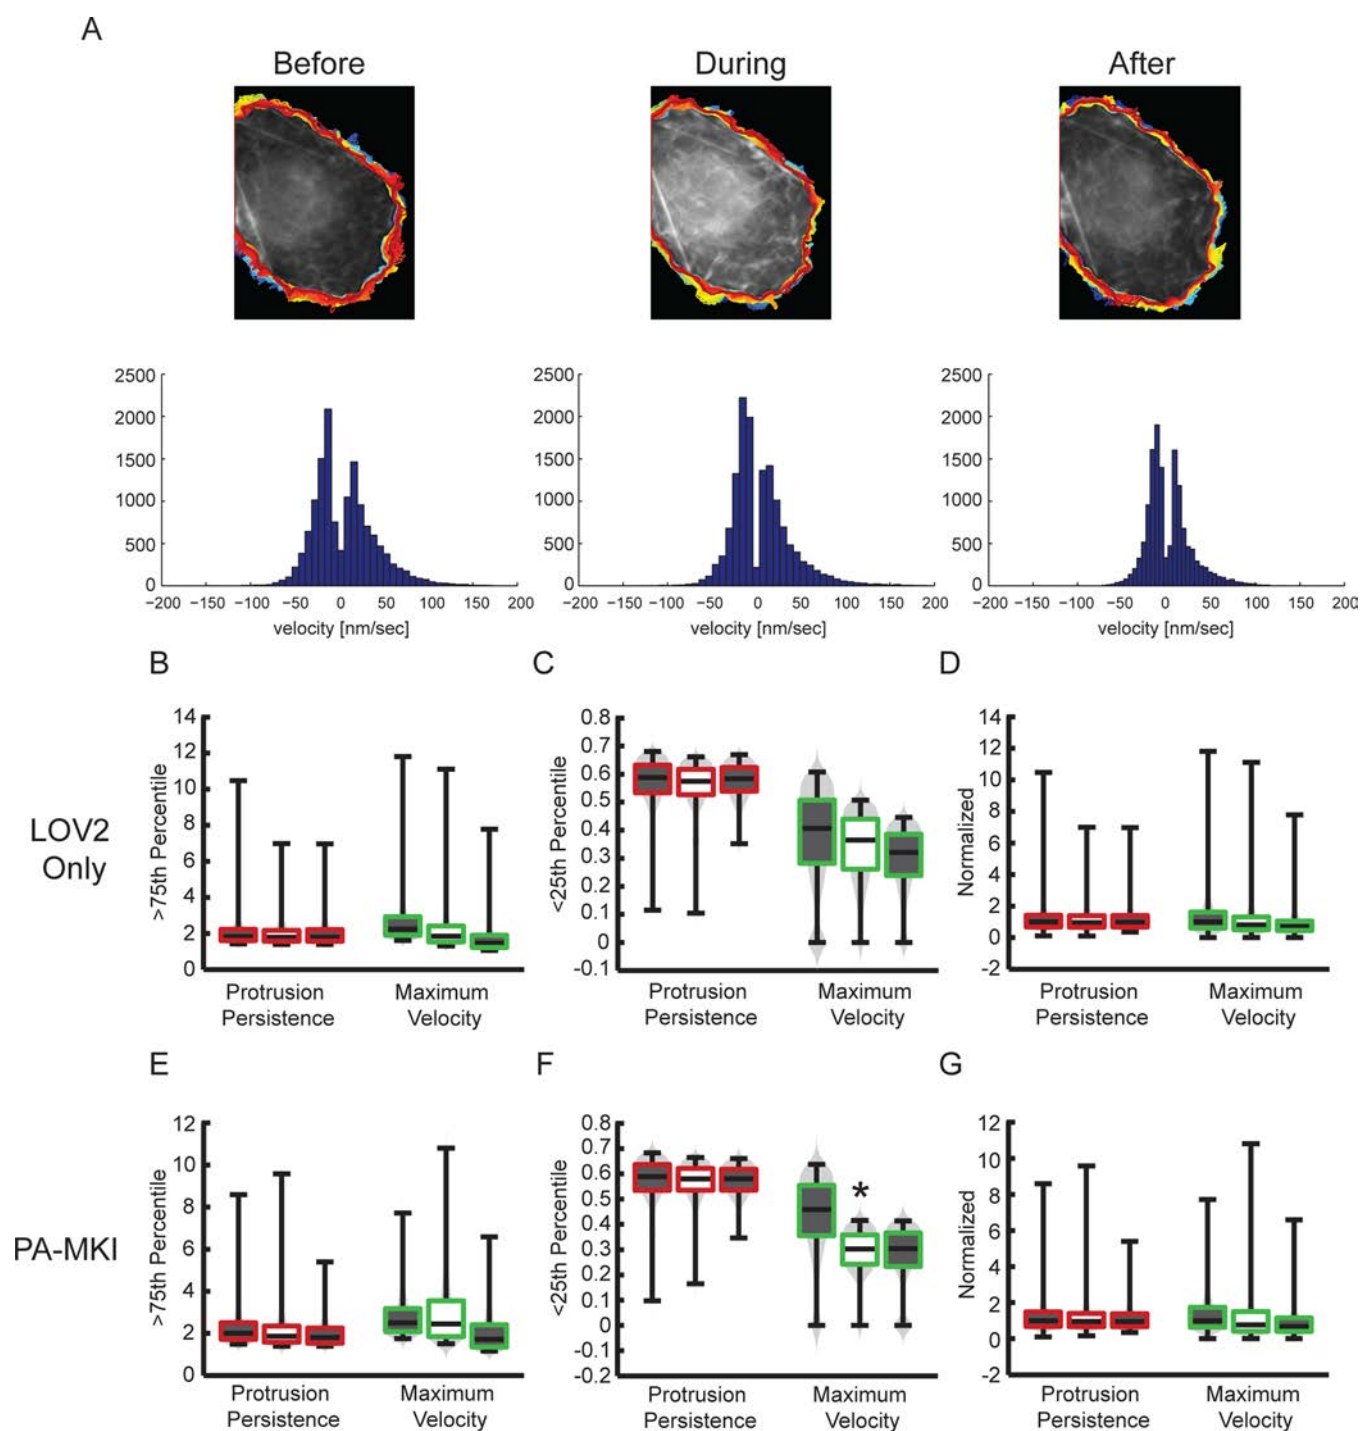 A
Before
During
After
2500
2000
1500
1000
500
0
−200 −150 −100 −50 0 50 100 150 200
velocity [nm/sec]
2500
2000
1500
1000
500
0
−200 −150 −100 −50 0 50 100 150 200
velocity [nm/sec]
2500
2000
1500
1000
500
0
−200 −150 −100 −50 0 50 100 150 200
velocity [nm/sec]
LOV2
Only
B
>75th Percentile
14
12
10
8
6
4
2
0
Protrusion
Persistence
Maximum
Velocity
C
<25th Percentile
0.8
0.7
0.6
0.5
0.4
0.3
0.2
0.1
0
-0.1
Protrusion
Persistence
Maximum
Velocity
D
Normalized
14
12
10
8
6
4
2
0
-2
Protrusion
Persistence
Maximum
Velocity
PA-MKI
E
>75th Percentile
12
10
8
6
4
2
0
Protrusion
Persistence
Maximum
Velocity
F
<25th Percentile
0.8
0.7
0.6
0.5
0.4
0.3
0.2
0.1
0
-0.1
-0.2
*
Protrusion
Persistence
Maximum
Velocity
G
Normalized
12
10
8
6
4
2
0
-2
Protrusion
Persistence
Maximum
Velocity